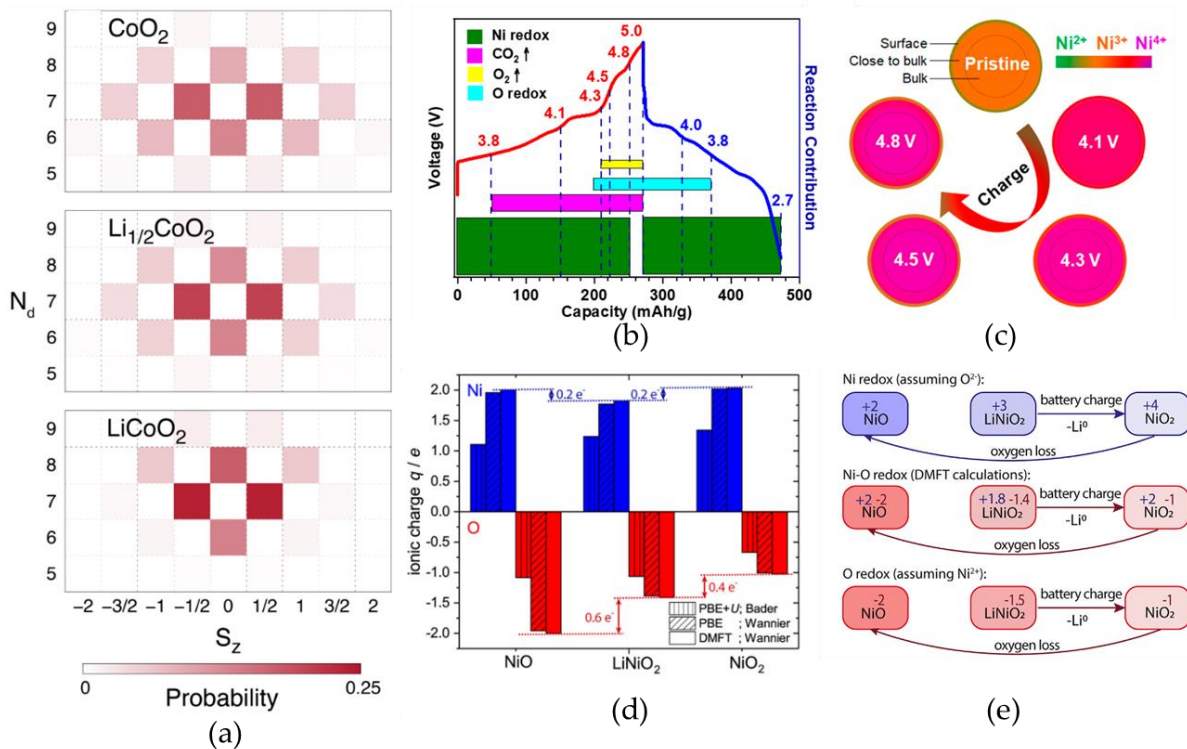 CoO₂
9
8
7
6
5
Li₁/₂CoO₂
9
8
7
6
5
N_d
LiCoO₂
9
8
7
6
5
−2 −3/2 −1 −1/2 0 1/2 1 3/2 2
S_z
0 0.25
Probability
(a)
Ni redox
CO₂↑
O₂↑
O redox
3.8
4.1
4.3
4.5
4.8
5.0
4.0
3.8
2.7
Voltage (V)
Reaction Contribution
0 100 200 300 400 500
Capacity (mAh/g)
(b)
Surface
Close to bulk
Bulk
Pristine
Ni²⁺ Ni³⁺ Ni⁴⁺
4.8 V
4.1 V
Charge
4.5 V
4.3 V
(c)
Ni
0.2 e⁻
0.2 e⁻
2.0
1.5
1.0
0.5
0.0
-0.5
-1.0
-1.5
-2.0
ionic charge q / e
O
0.6 e⁻
0.4 e⁻
PBE+U; Bader
PBE ; Wannier
DMFT ; Wannier
NiO LiNiO₂ NiO₂
(d)
Ni redox (assuming O²⁻):
+2
NiO
+3
LiNiO₂
battery charge
-Li⁰
+4
NiO₂
oxygen loss
Ni-O redox (DMFT calculations):
+2 -2
NiO
+1.8 -1.4
LiNiO₂
battery charge
-Li⁰
+2 -1
NiO₂
oxygen loss
O redox (assuming Ni²⁺):
-2
NiO
-1.5
LiNiO₂
battery charge
-Li⁰
-1
NiO₂
oxygen loss
(e)